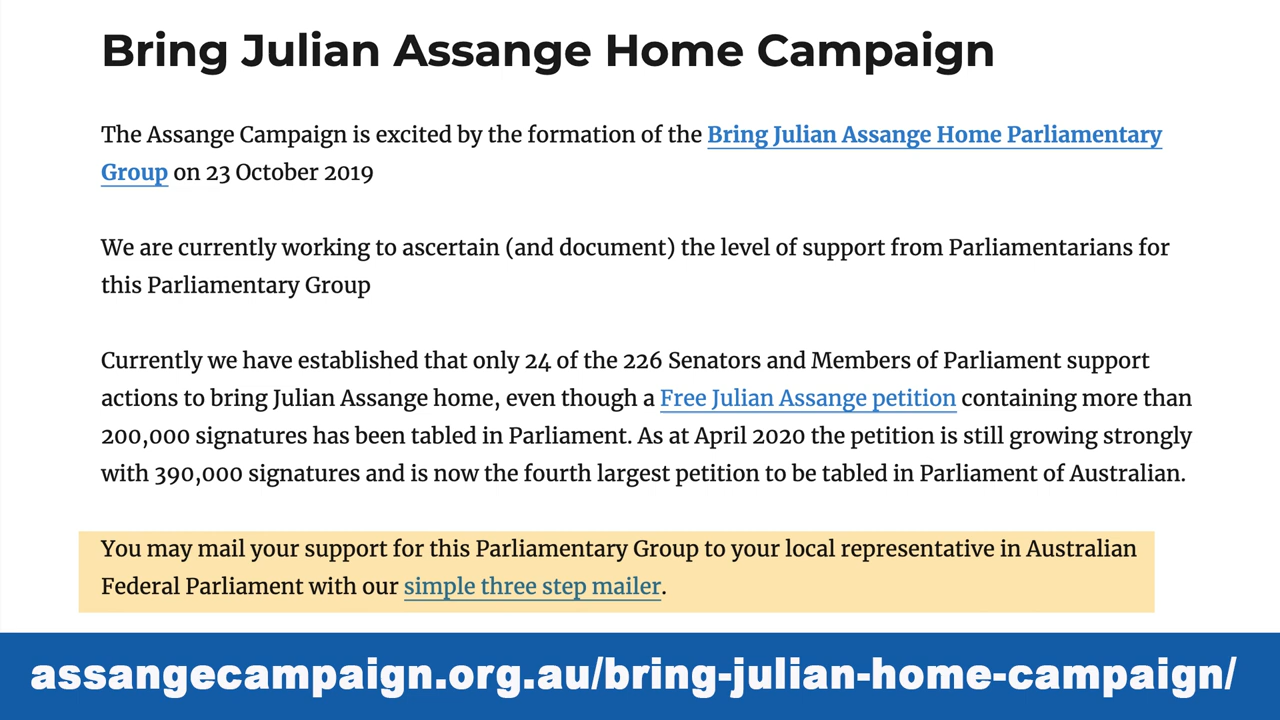 Bring Julian Assange Home Campaign
The Assange Campaign is excited by the formation of the Bring Julian Assange Home Parliamentary
Group on 23 October 2019
We are currently working to ascertain (and document) the level of support from Parliamentarians for
this Parliamentary Group
Currently we have established that only 24 of the 226 Senators and Members of Parliament support
actions to bring Julian Assange home, even though a Free Julian Assange petition containing more than
200,000 signatures has been tabled in Parliament. As at April 2020 the petition is still growing strongly
with 390,000 signatures and is now the fourth largest petition to be tabled in Parliament of Australian.
You may mail your support for this Parliamentary Group to your local representative in Australian
Federal Parliament with our simple three step mailer.
assangecampaign.org.au/bring-julian-home-campaign/